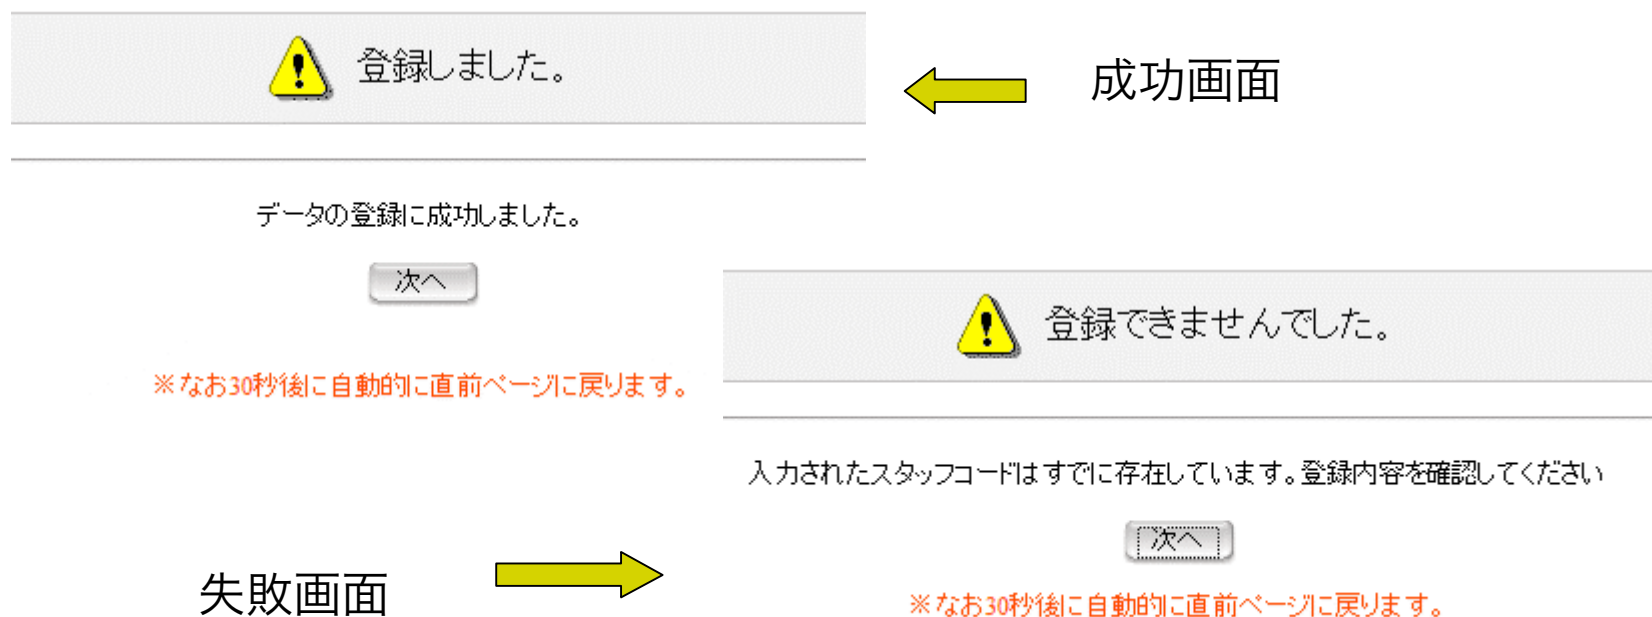 登録しました。
成功画面
データの登録に成功しました。
次へ
※なお30秒後に自動的に直前ページに戻ります。
登録できませんでした。
入力されたスタッフコードはすでに存在しています。登録内容を確認してください
次へ
失敗画面
※なお30秒後に自動的に直前ページに戻ります。